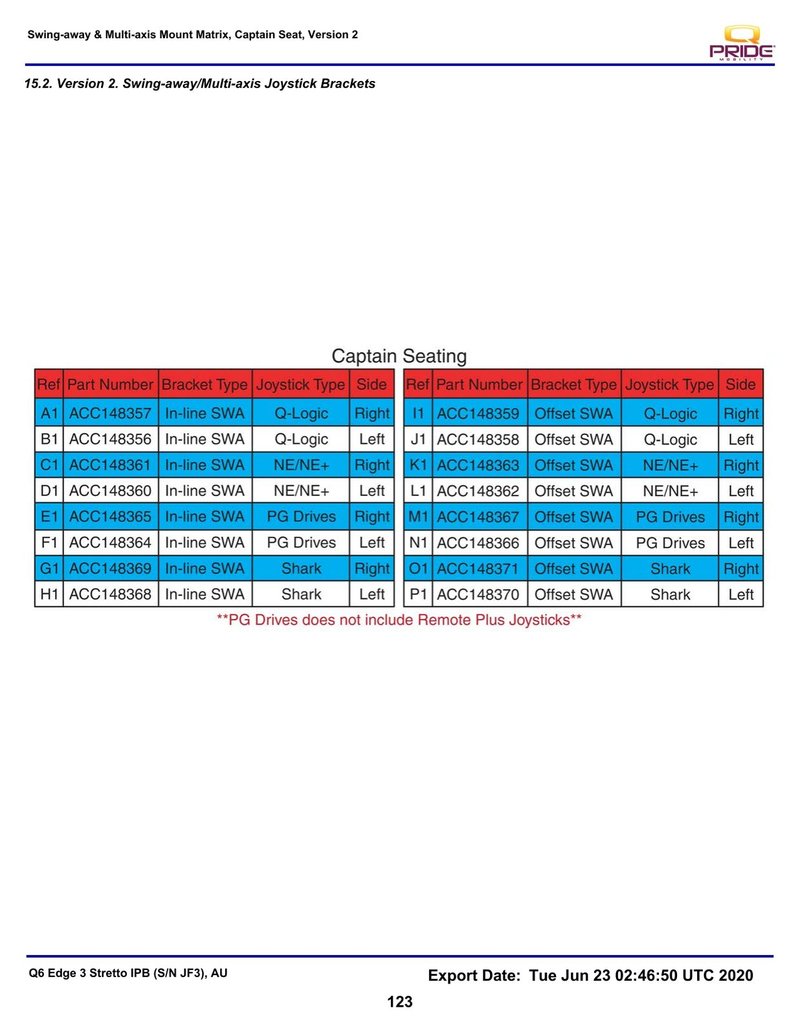 Swing-away & Multi-axis Mount Matrix, Captain Seat, Version 2
Q
PRIDE
MOBILITY
15.2. Version 2. Swing-away/Multi-axis Joystick Brackets
Captain Seating
Ref Part Number Bracket Type Joystick Type Side Ref Part Number Bracket Type Joystick Type Side
A1 ACC148357 In-line SWA Q-Logic Right I1 ACC148359 Offset SWA Q-Logic Right
B1 ACC148356 In-line SWA Q-Logic Left J1 ACC148358 Offset SWA Q-Logic Left
C1 ACC148361 In-line SWA NE/NE+ Right K1 ACC148363 Offset SWA NE/NE+ Right
D1 ACC148360 In-line SWA NE/NE+ Left L1 ACC148362 Offset SWA NE/NE+ Left
E1 ACC148365 In-line SWA PG Drives Right M1 ACC148367 Offset SWA PG Drives Right
F1 ACC148364 In-line SWA PG Drives Left N1 ACC148366 Offset SWA PG Drives Left
G1 ACC148369 In-line SWA Shark Right O1 ACC148371 Offset SWA Shark Right
H1 ACC148368 In-line SWA Shark Left P1 ACC148370 Offset SWA Shark Left
**PG Drives does not include Remote Plus Joysticks**
Q6 Edge 3 Stretto IPB (S/N JF3), AU
Export Date: Tue Jun 23 02:46:50 UTC 2020
123